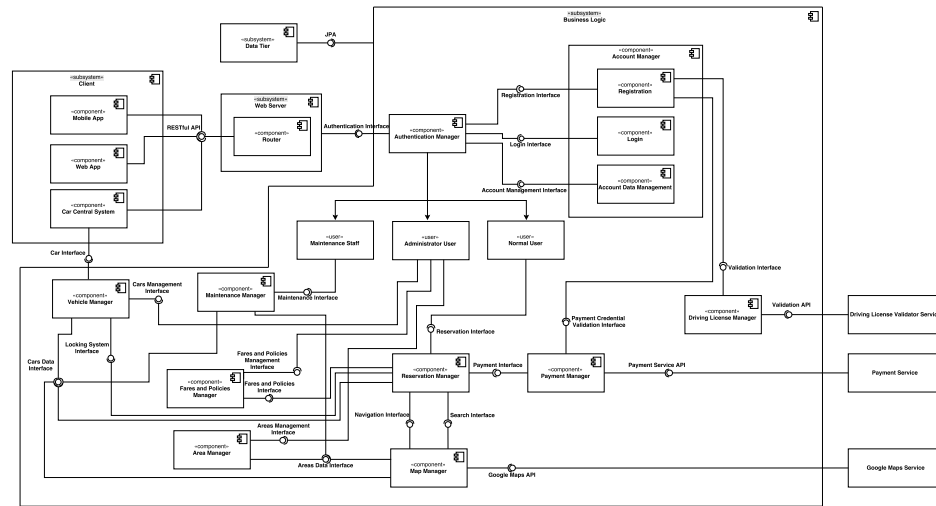 «subsystem»
Business Logic
«subsystem»
Data Tier
JPA
«component»
Account Manager
«subsystem»
Client
«component»
Registration
Registration Interface
«component»
Mobile App
«subsystem»
Web Server
RESTful API
«component»
Router
Authentication Interface
«component»
Authentication Manager
«component»
Login
Login Interface
«component»
Web App
«component»
Account Data Management
Account Management Interface
«component»
Car Central System
«user»
Maintenance Staff
«user»
Administrator User
«user»
Normal User
Car Interface
Validation Interface
«component»
Vehicle Manager
Cars Management
Interface
«component»
Maintenance Manager
Maintenance Interface
«component»
Driving License Manager
Validation API
Driving License Validator Service
Locking System
Interface
Reservation Interface
Payment Credential
Validation Interface
Cars Data
Interface
Fares and Policies
Management
Interface
«component»
Fares and Policies
Manager
Fares and Policies
Interface
«component»
Reservation Manager
Payment Interface
«component»
Payment Manager
Payment Service API
Payment Service
Navigation Interface
Search Interface
Areas Management
Interface
«component»
Area Manager
Areas Data Interface
«component»
Map Manager
Google Maps API
Google Maps Service